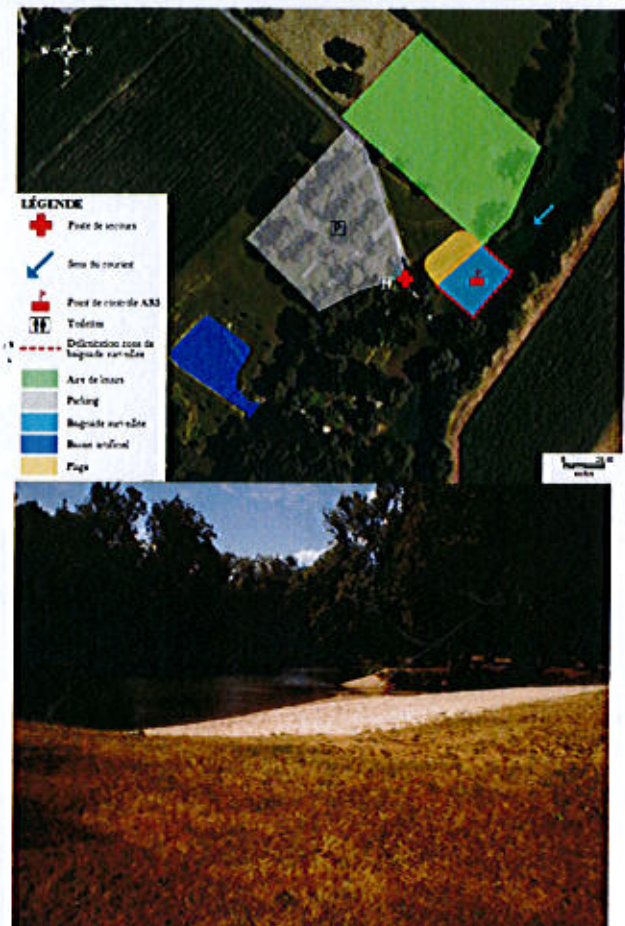 N
W E
S
P
LÉGENDE
Poste de secours
Sens du courant
Point de contrôle ARS
Toilettes
Délimitation zone de
baignade surveillée
Aire de loisirs
Parking
Baignade surveillée
Bassin artificiel
Plage